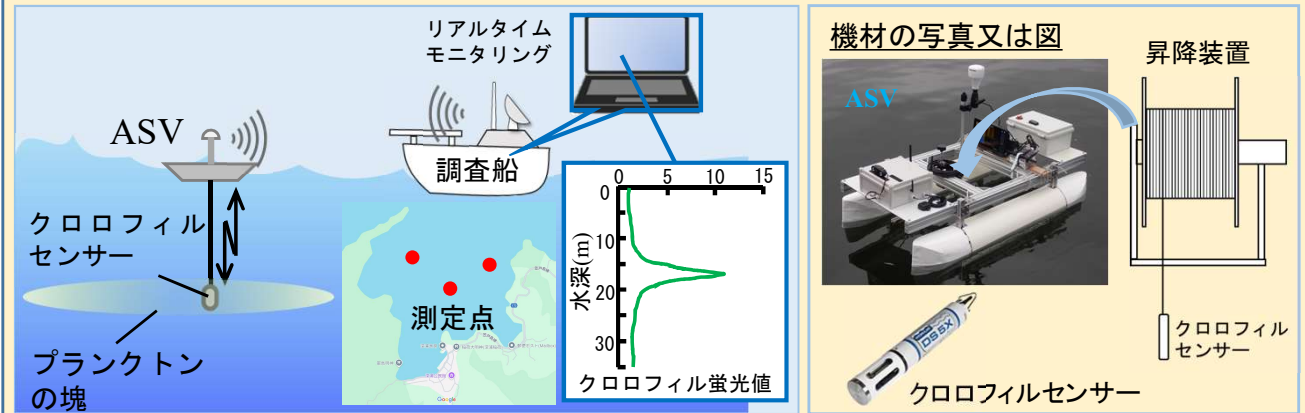 リアルタイム
モニタリング
ASV
調査船
クロロフィル
センサー
プランクトン
の塊
測定点
Google
0 5 10 15
0
10
20
30
水深(m)
クロロフィル蛍光値
機材の写真又は図
昇降装置
ASV
DS5X
クロロフィル
センサー
クロロフィルセンサー